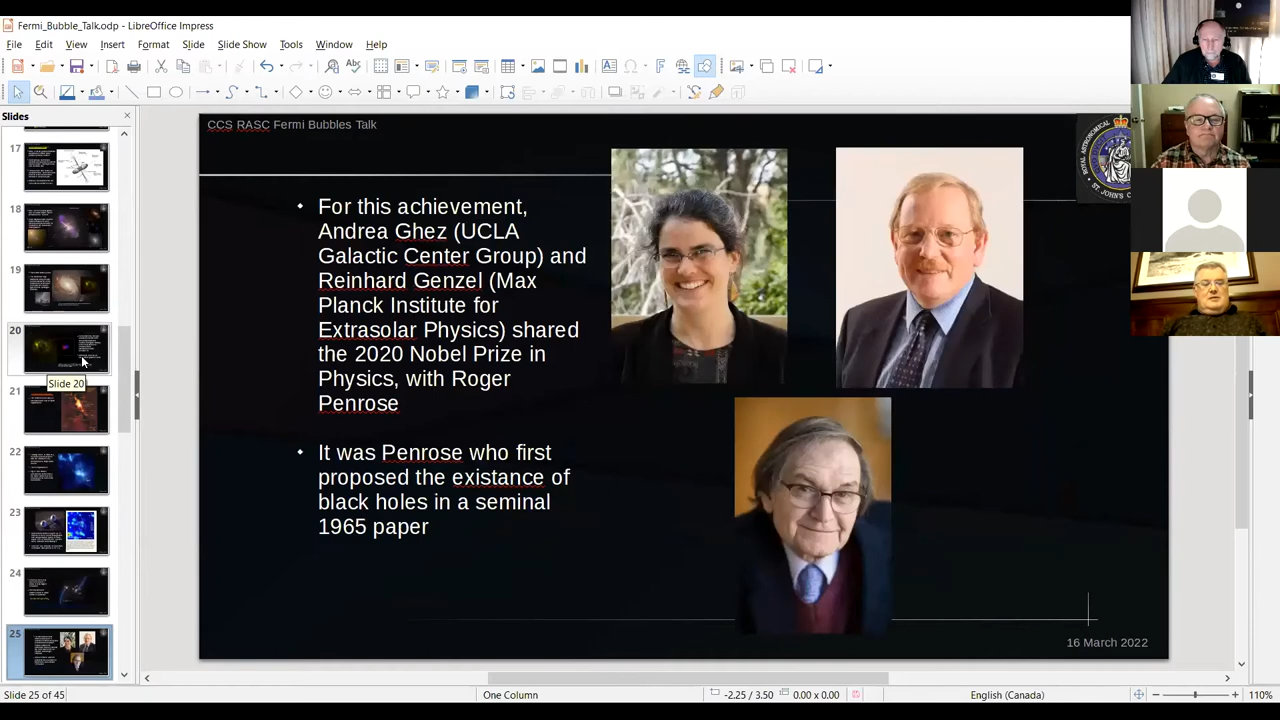 Fermi_Bubble_Talk.odp - LibreOffice Impress
File Edit View Insert Format Slide Slide Show Tools Window Help
Slides
17
18
19
20
Slide 20
21
22
23
24
25
CCS RASC Fermi Bubbles Talk
• For this achievement,
Andrea Ghez (UCLA
Galactic Center Group) and
Reinhard Genzel (Max
Planck Institute for
Extrasolar Physics) shared
the 2020 Nobel Prize in
Physics, with Roger
Penrose
• It was Penrose who first
proposed the existance of
black holes in a seminal
1965 paper
16 March 2022
ROYAL ASTRONOMICAL
ST. JOHN'S
Slide 25 of 45
One Column
-2.25 / 3.50
0.00 x 0.00
English (Canada)
110%